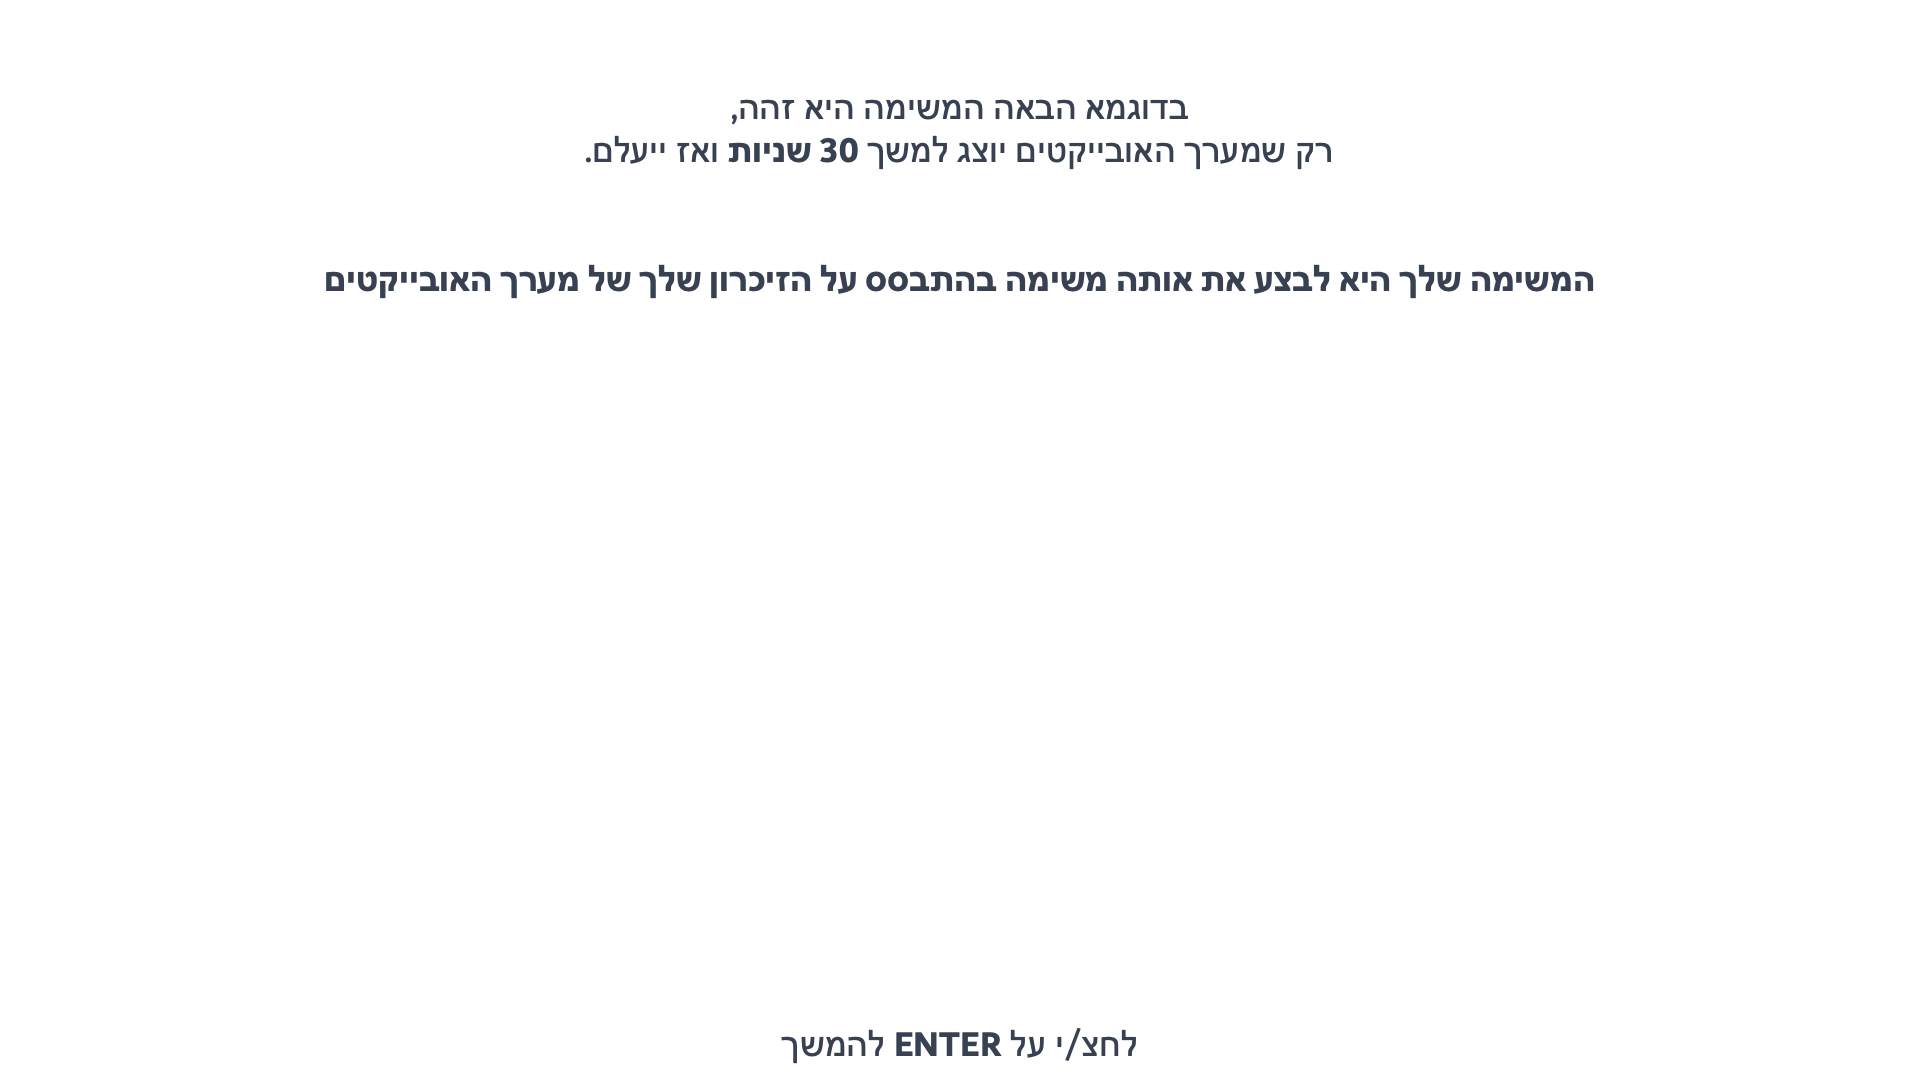 בדוגמא הבאה המשימה היא זהה,
רק שמערך האובייקטים יוצג למשך 30 שניות ואז ייעלם.
המשימה שלך היא לבצע את אותה משימה בהתבסס על הזיכרון שלך של מערך האובייקטים
לחצ/י על ENTER להמשך